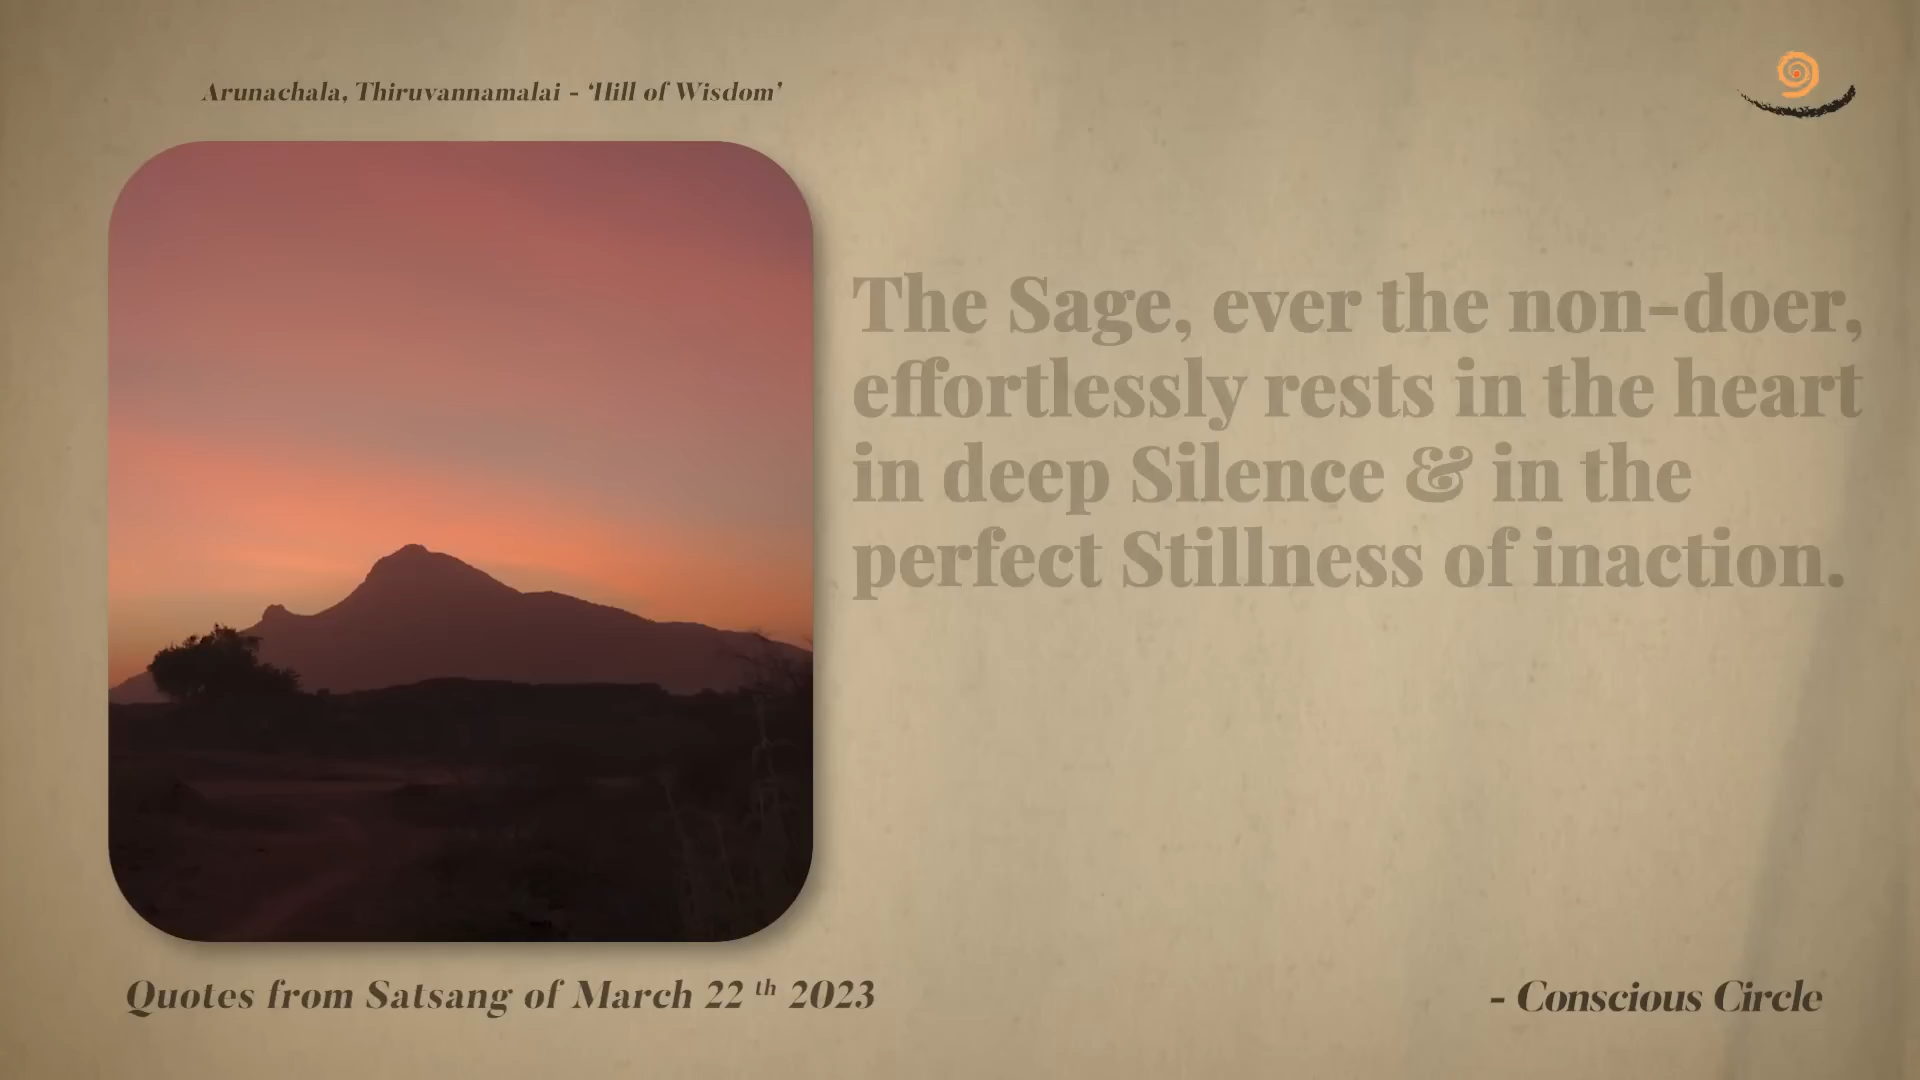 Arunachala, Thiruvannamalai - ‘Hill of Wisdom’
The Sage, ever the non-doer,
effortlessly rests in the heart
in deep Silence & in the
perfect Stillness of inaction.
Quotes from Satsang of March 22 th 2023
- Conscious Circle